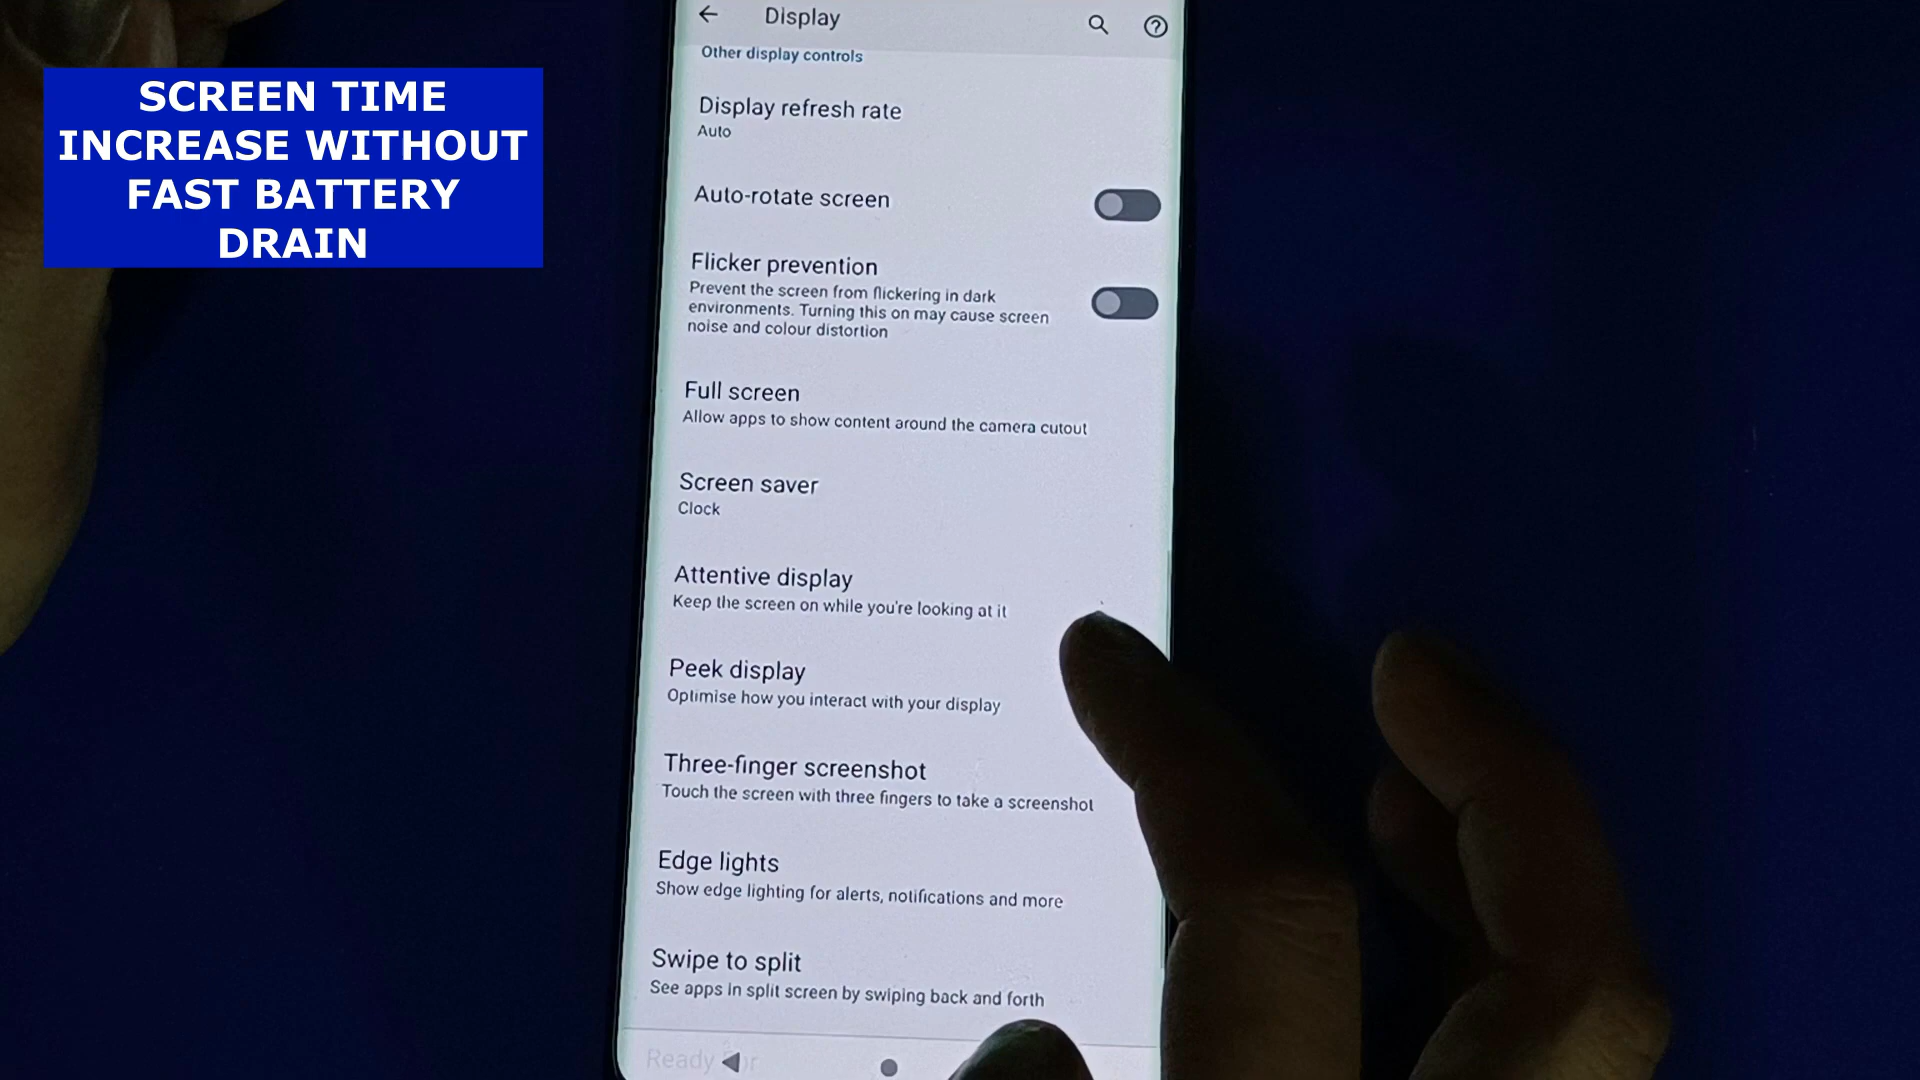 SCREEN TIME
INCREASE WITHOUT
FAST BATTERY
DRAIN
Display
Other display controls
Display refresh rate
Auto
Auto-rotate screen
Flicker prevention
Prevent the screen from flickering in dark
environments. Turning this on may cause screen
noise and colour distortion
Full screen
Allow apps to show content around the camera cutout
Screen saver
Clock
Attentive display
Keep the screen on while you're looking at it
Peek display
Optimise how you interact with your display
Three-finger screenshot
Touch the screen with three fingers to take a screenshot
Edge lights
Show edge lighting for alerts, notifications and more
Swipe to split
See apps in split screen by swiping back and forth
Ready